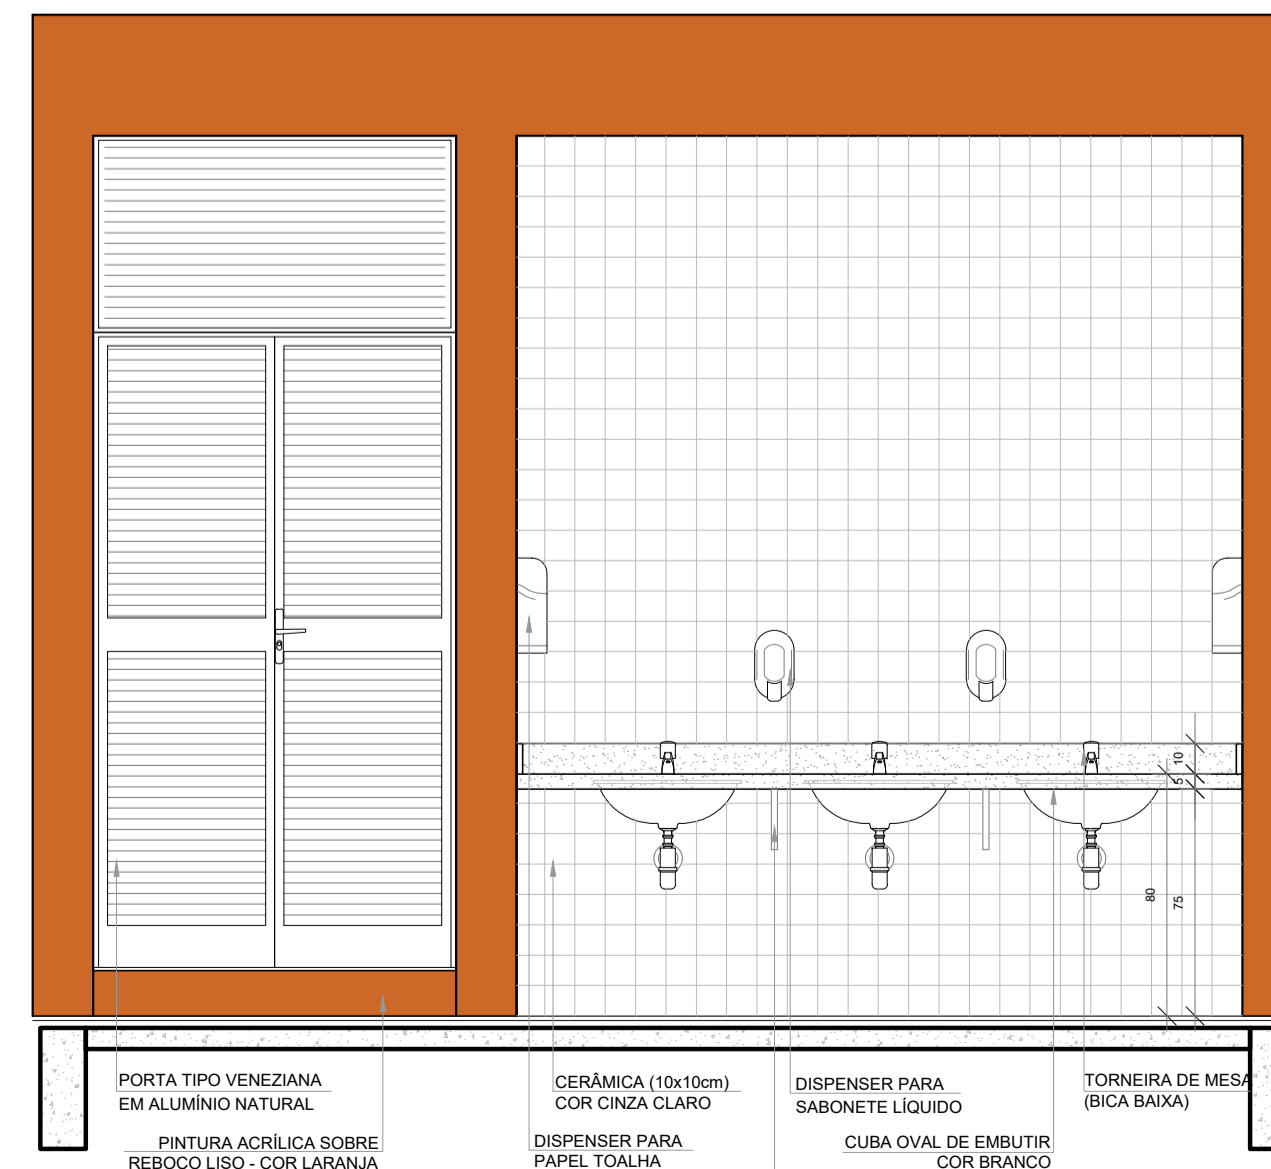 10
5
80
75
PORTA TIPO VENEZIANA
EM ALUMÍNIO NATURAL
CERÂMICA (10x10cm)
COR CINZA CLARO
DISPENSER PARA
SABONETE LÍQUIDO
TORNEIRA DE MESA
(BICA BAIXA)
PINTURA ACRÍLICA SOBRE
REBOCO LISO - COR LARANJA
DISPENSER PARA
PAPEL TOALHA
CUBA OVAL DE EMBUTIR
COR BRANCO